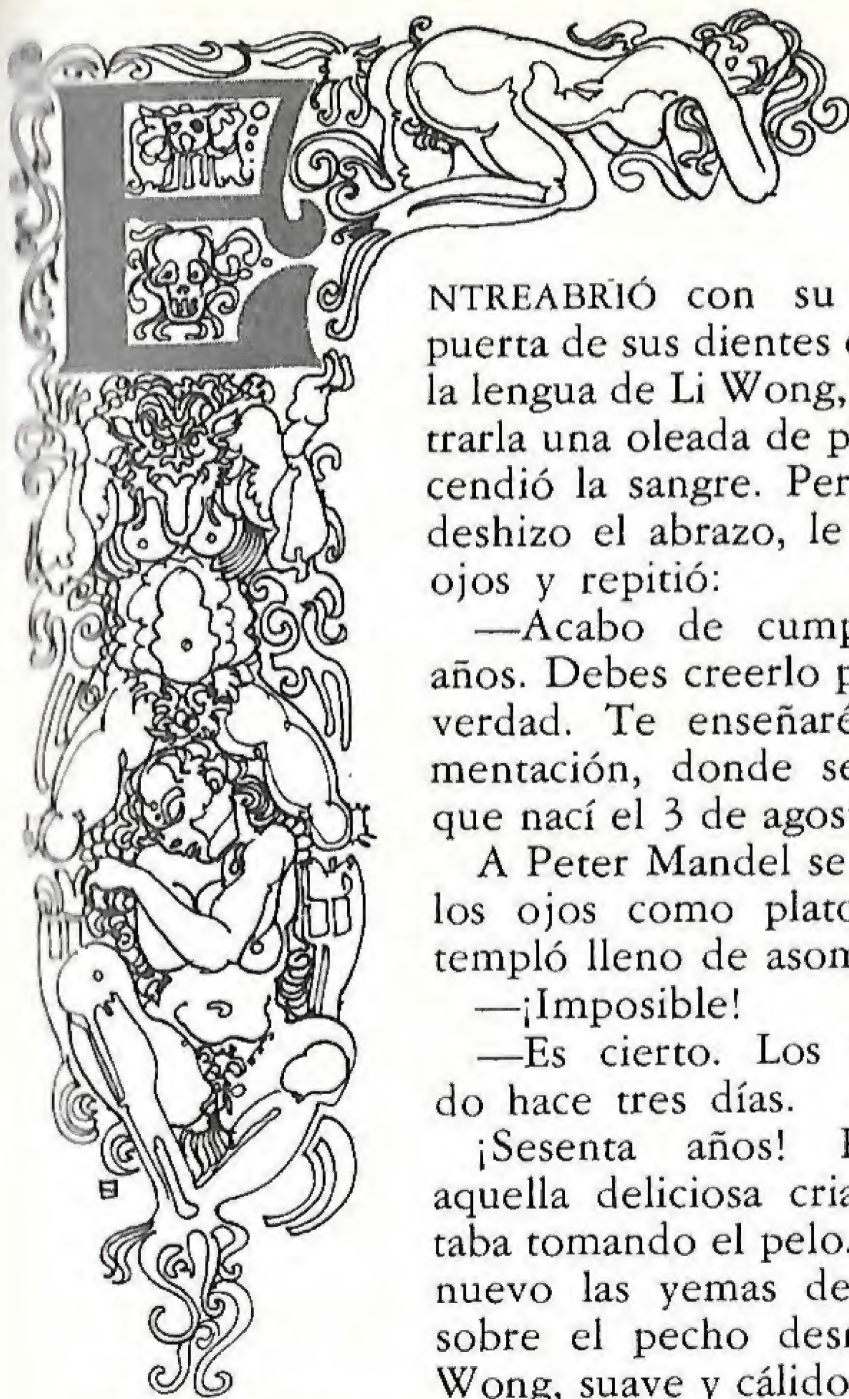 E
NTREABRIÓ con su
puerta de sus dientes
la lengua de Li Wong,
trarla una oleada de p
cendió la sangre. Per
deshizo el abrazo, le
ojos y repitió:
—Acabo de cump
años. Debes creerlo p
verdad. Te enseñaré
mentación, donde se
que nací el 3 de agos
A Peter Mandel se
los ojos como plato
templó lleno de asom
—¡Imposible!
—Es cierto. Los
do hace tres días.
¡Sesenta años!
aquella deliciosa cria
taba tomando el pelo.
nuevo las yemas de
sobre el pecho des
Wong, suave y cálido